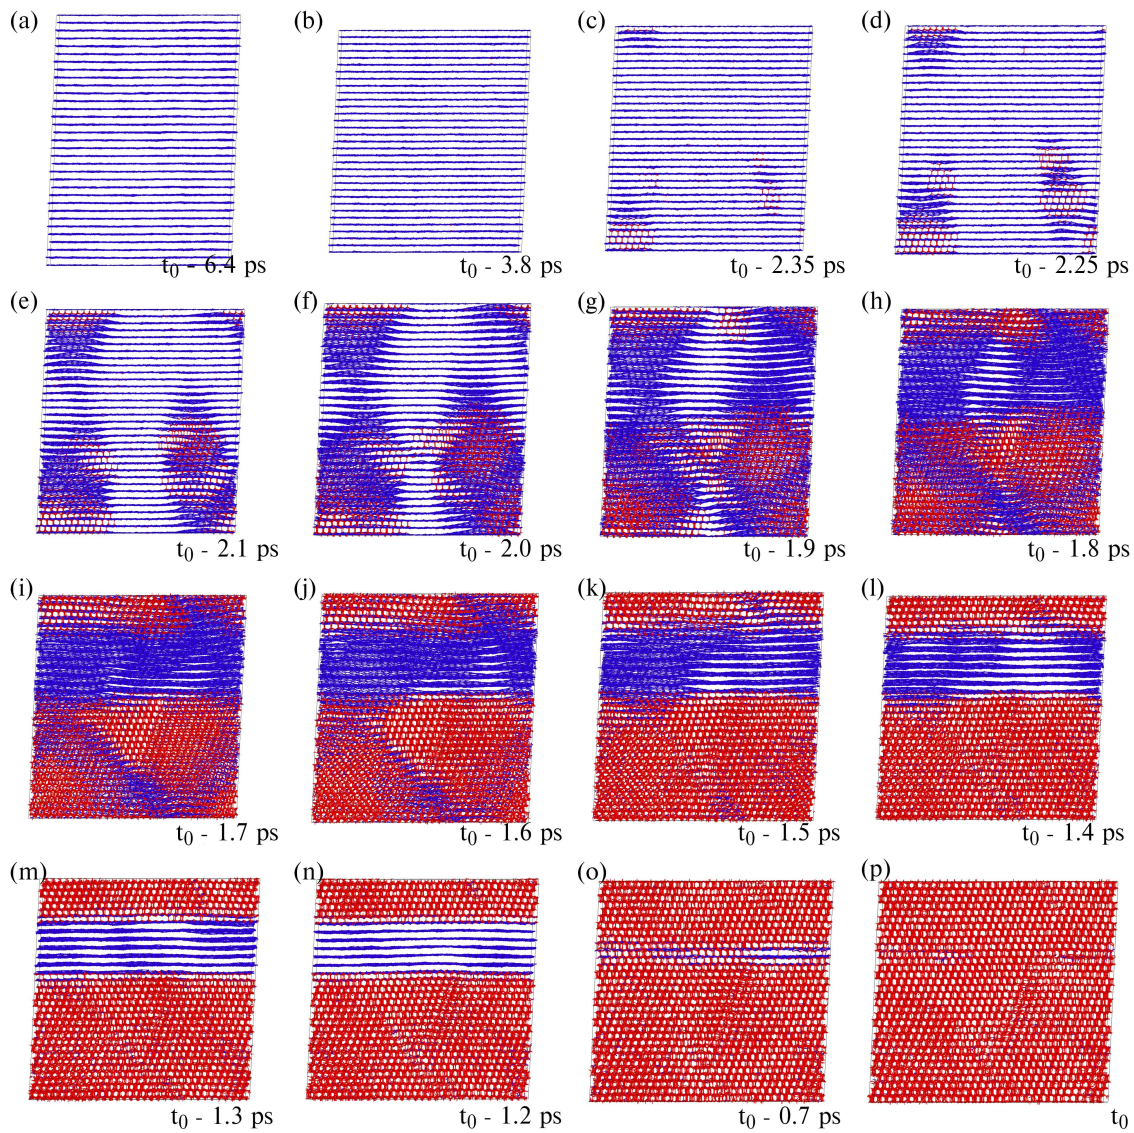 (a) (b) (c) (d)
t0 - 6.4 ps t0 - 3.8 ps t0 - 2.35 ps t0 - 2.25 ps
(e) (f) (g) (h)
t0 - 2.1 ps t0 - 2.0 ps t0 - 1.9 ps t0 - 1.8 ps
(i) (j) (k) (l)
t0 - 1.7 ps t0 - 1.6 ps t0 - 1.5 ps t0 - 1.4 ps
(m) (n) (o) (p)
t0 - 1.3 ps t0 - 1.2 ps t0 - 0.7 ps t0